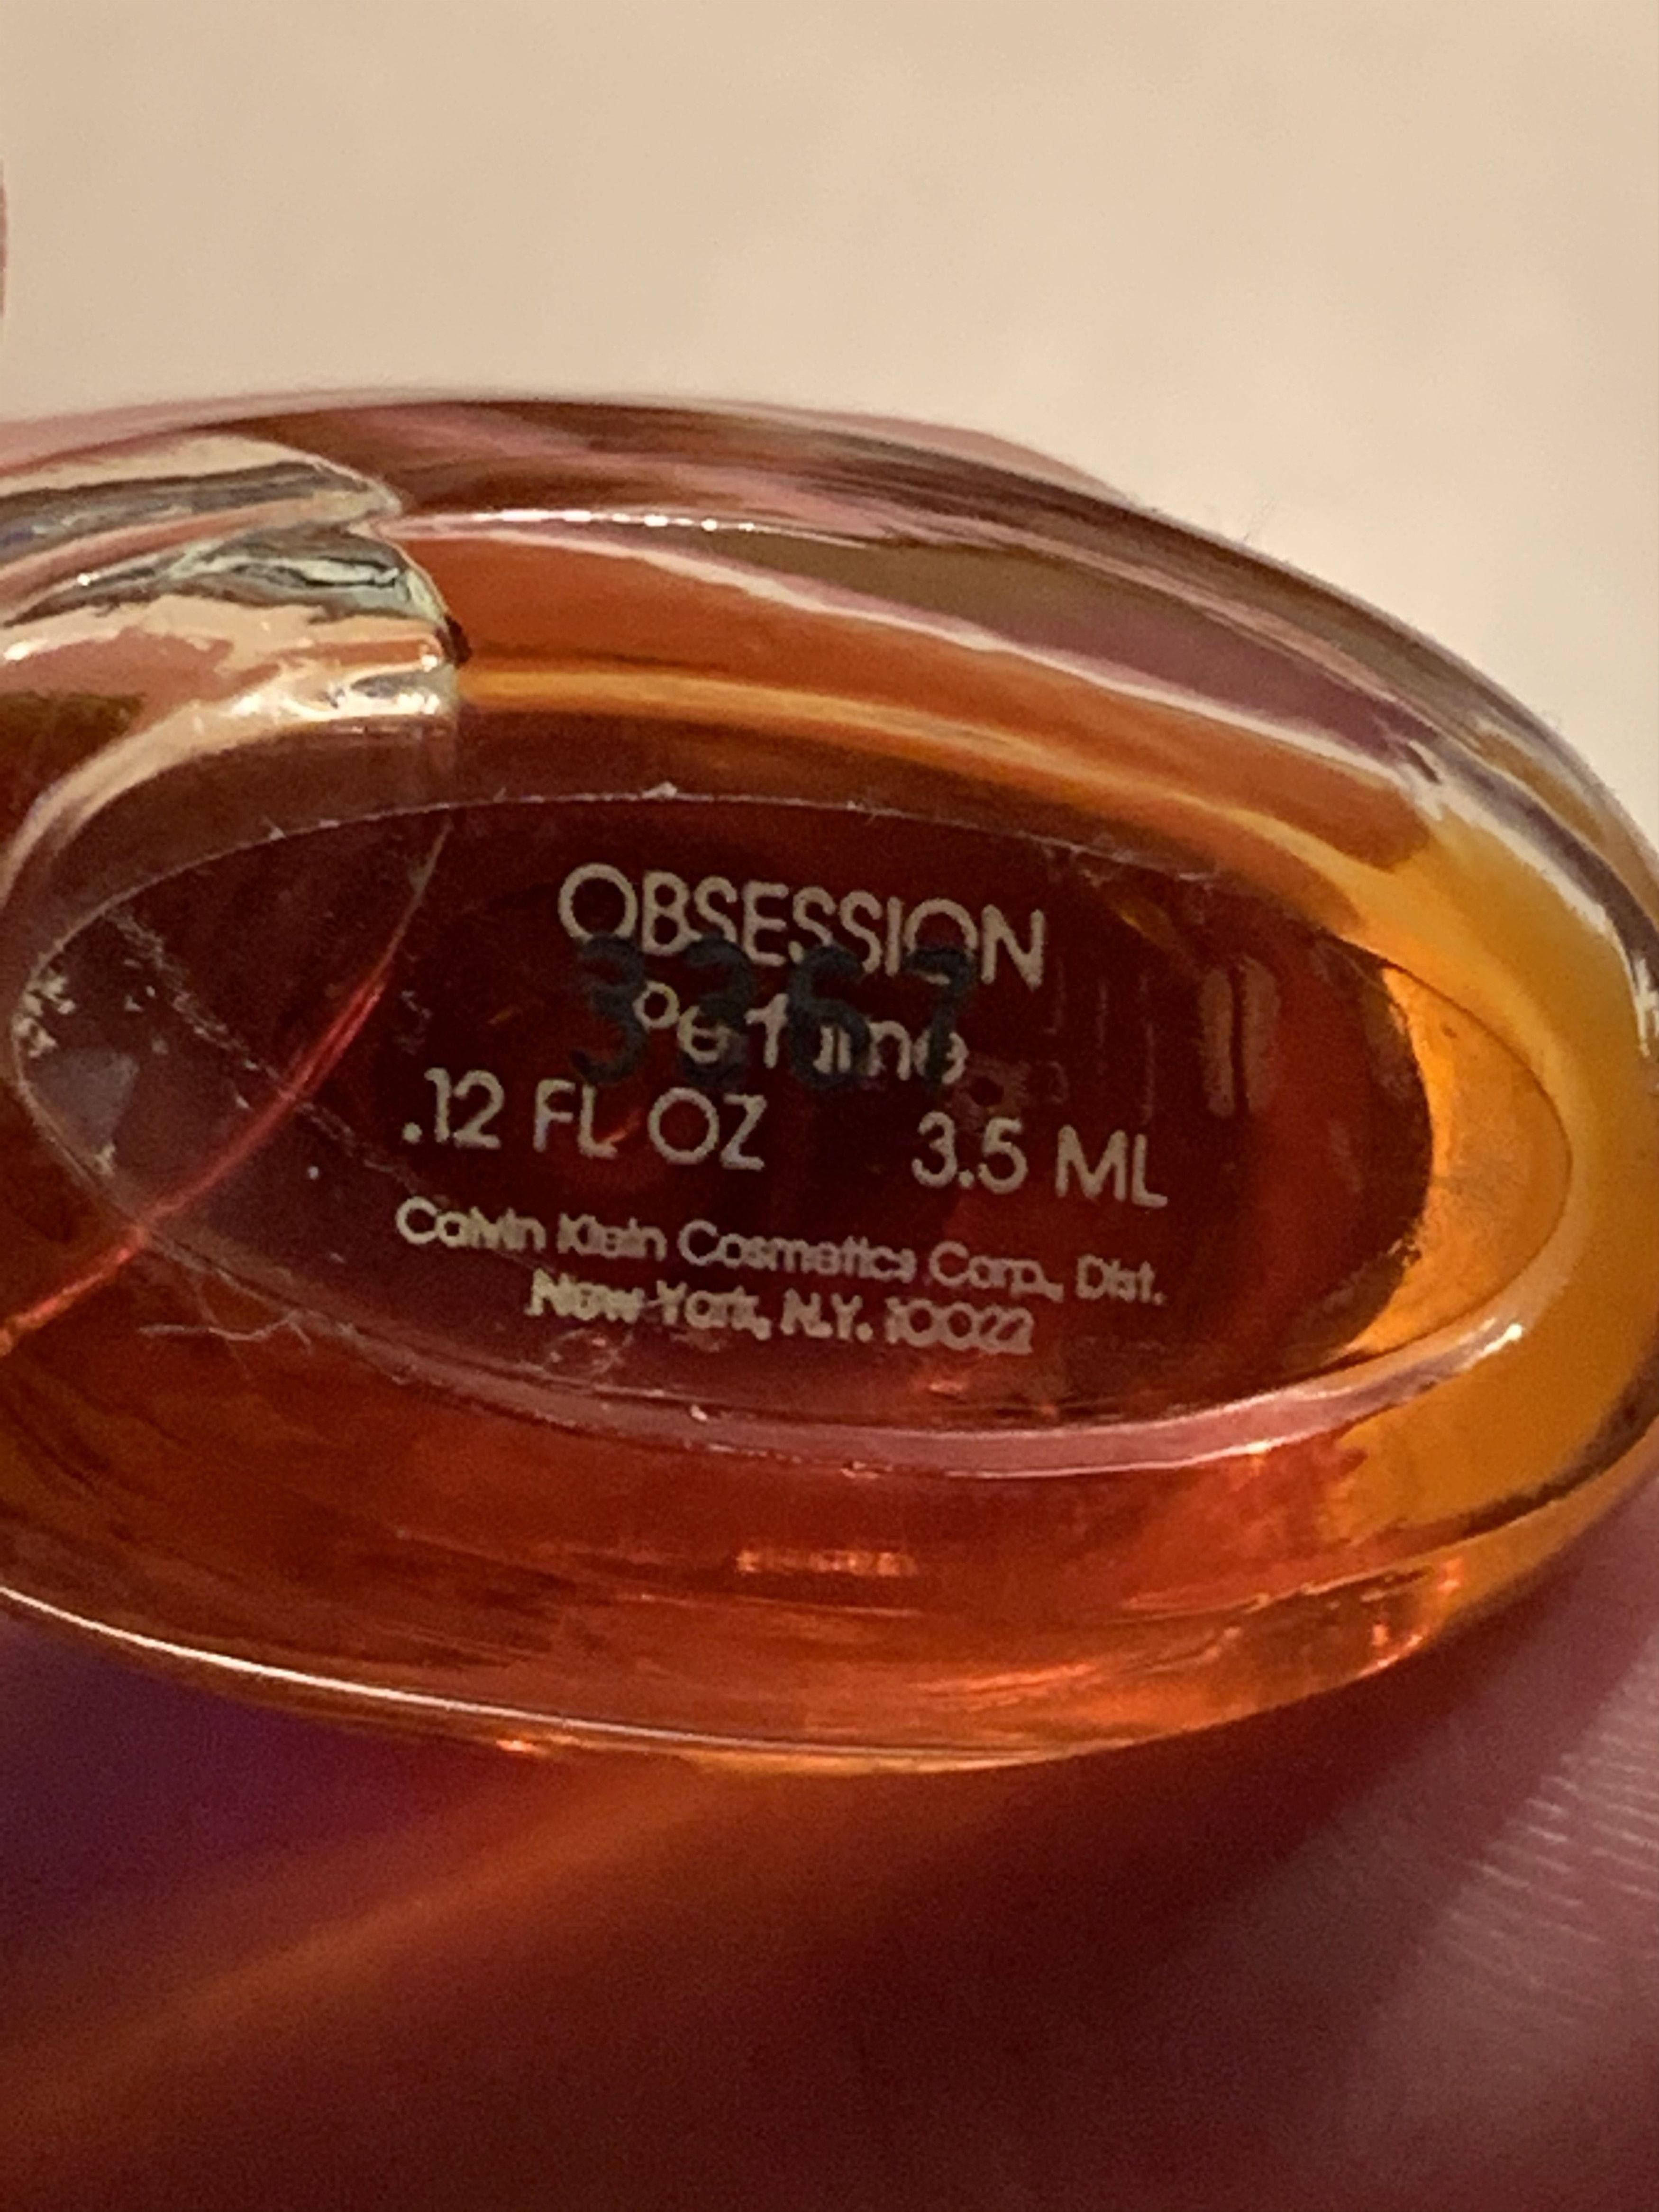 OBSESSION
3267
Perfume
.12 FL OZ 3.5 ML
Calvin Klein Cosmetics Corp., Dist.
New York, N.Y. 10022